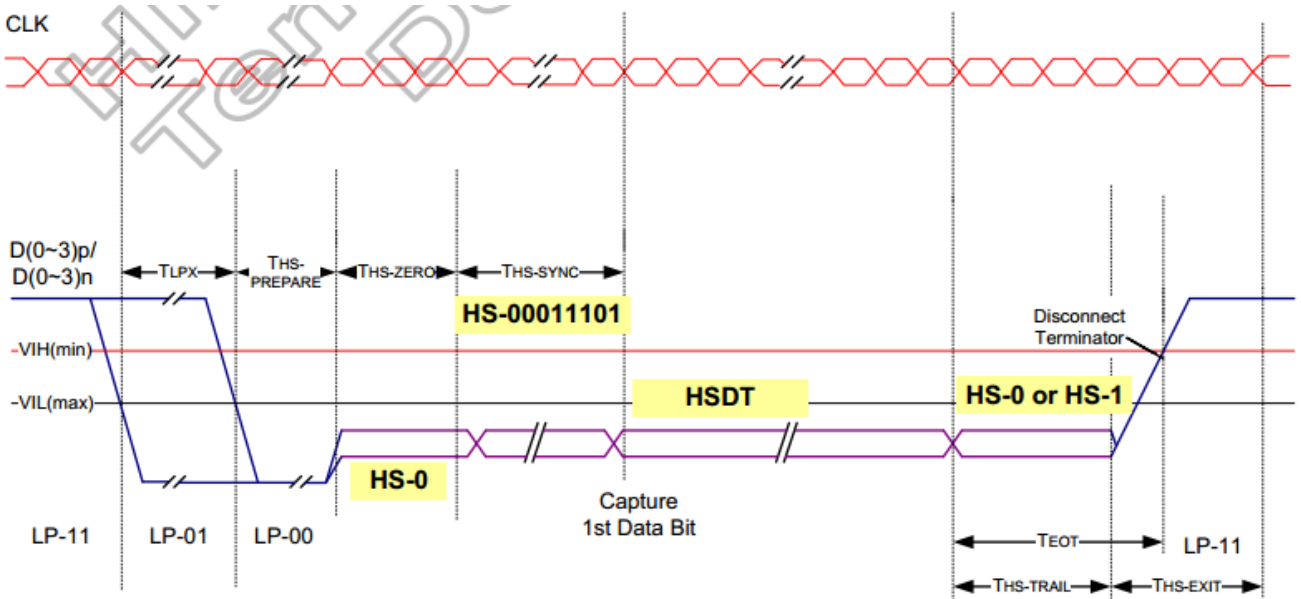 CLK
D(0~3)p/
D(0~3)n
TLPX
THS-
PREPARE
THS-ZERO
THS-SYNC
HS-00011101
Disconnect
Terminator
VIH(min)
VIL(max)
HSDT
HS-0 or HS-1
HS-0
Capture
1st Data Bit
LP-11
LP-01
LP-00
TEOT
LP-11
THS-TRAIL
THS-EXIT